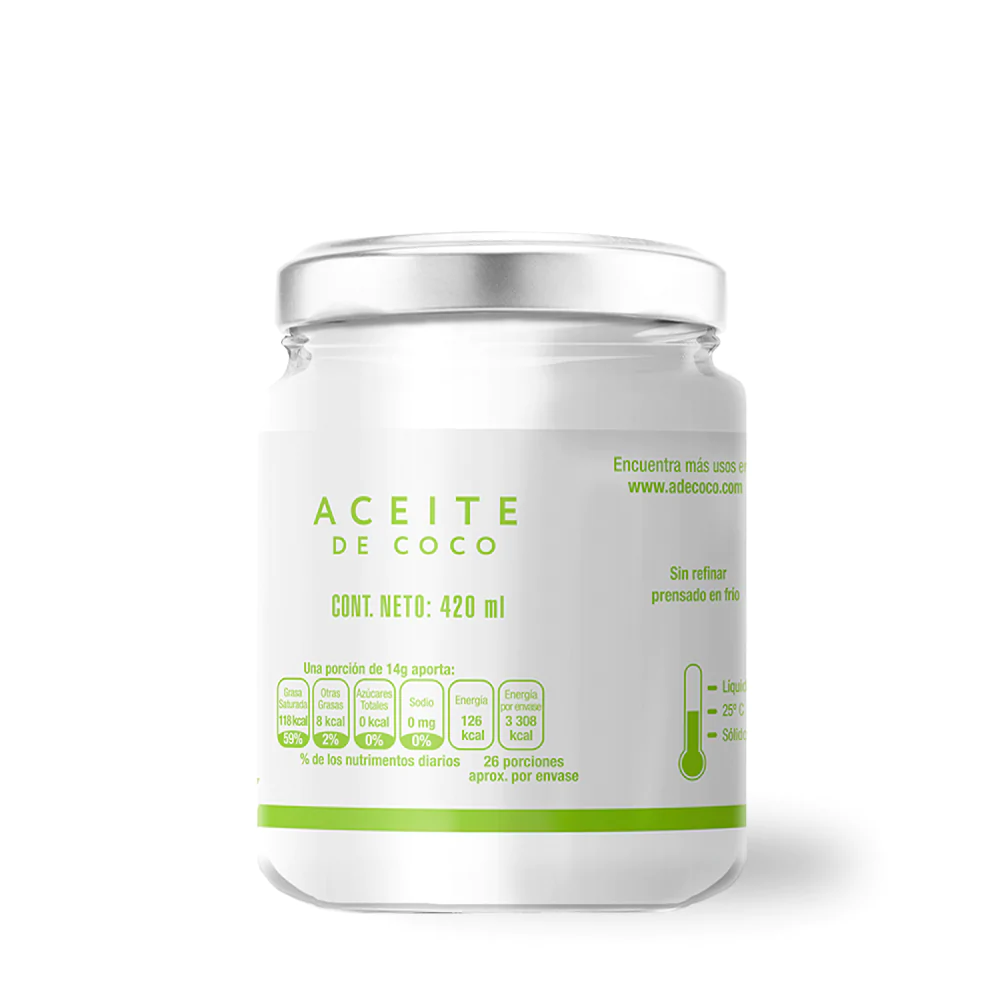 ACEITE
DE COCO
CONT. NETO: 420 ml
Una porción de 14g aporta:
Grasa
Saturada
118 kcal
59%
Otras
Grasas
8 kcal
2%
Azúcares
Totales
0 kcal
0%
Sodio
0 mg
0%
Energía
126
kcal
Energía
por envase
3 308
kcal
% de los nutrimentos diarios
26 porciones
aprox. por envase
Encuentra más usos
www.adecoco.com
Sin refinar
prensado en frio
25° C